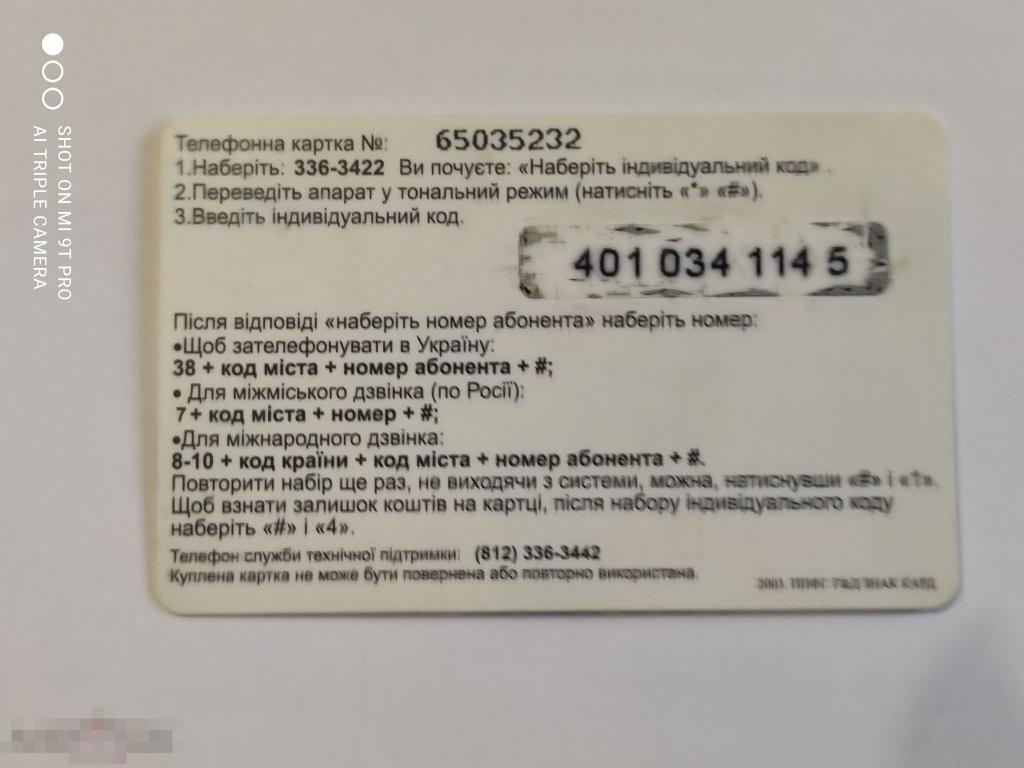 Телефонна картка №: 65035232
1.Наберіть: 336-3422 Ви почуєте: «Наберіть індивідуальний код» .
2.Переведіть апарат у тональний режим (натисніть «*» «#»).
3.Введіть індивідуальний код.
401 034 114 5
Після відповіді «наберіть номер абонента» наберіть номер:
•Щоб зателефонувати в Україну:
38 + код міста + номер абонента + #;
• Для міжміського дзвінка (по Росії):
7 + код міста + номер + #;
•Для міжнародного дзвінка:
8-10 + код країни + код міста + номер абонента + #.
Повторити набір ще раз, не виходячи з системи, можна, натиснувши «#» і «1».
Щоб взнати залишок коштів на картці, після набору індивідуального коду
наберіть «#» і «4».
Телефон служби технічної підтримки: (812) 336-3442
Куплена картка не може бути повернена або повторно використана.
2003. ЗНАК
SHOT ON MI 9T PRO
AI TRIPLE CAMERA